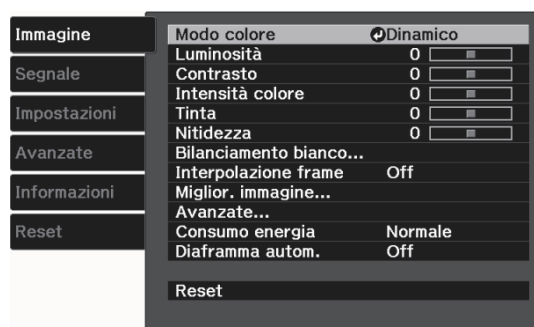 Immagine
Segnale
Impostazioni
Avanzate
Informazioni
Reset
Modo colore Dinamico
Luminosità 0
Contrasto 0
Intensità colore 0
Tinta 0
Nitidezza 0
Bilanciamento bianco...
Interpolazione frame Off
Miglior. immagine...
Avanzate...
Consumo energia Normale
Diaframma autom. Off
Reset